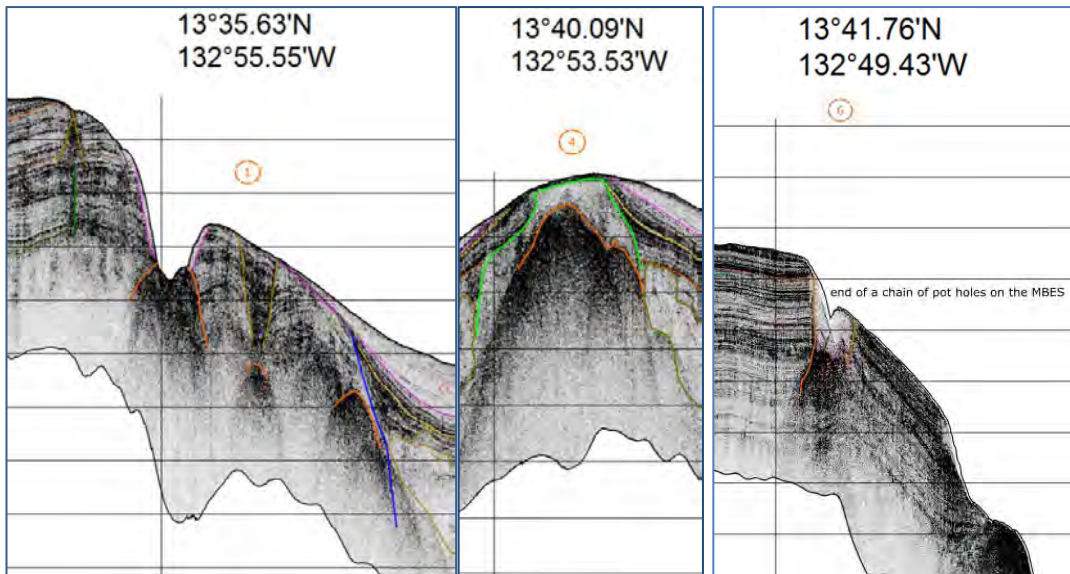 13°35.63'N
132°55.55'W
1
13°40.09'N
132°53.53'W
4
13°41.76'N
132°49.43'W
6
end of a chain of pot holes on the MBES